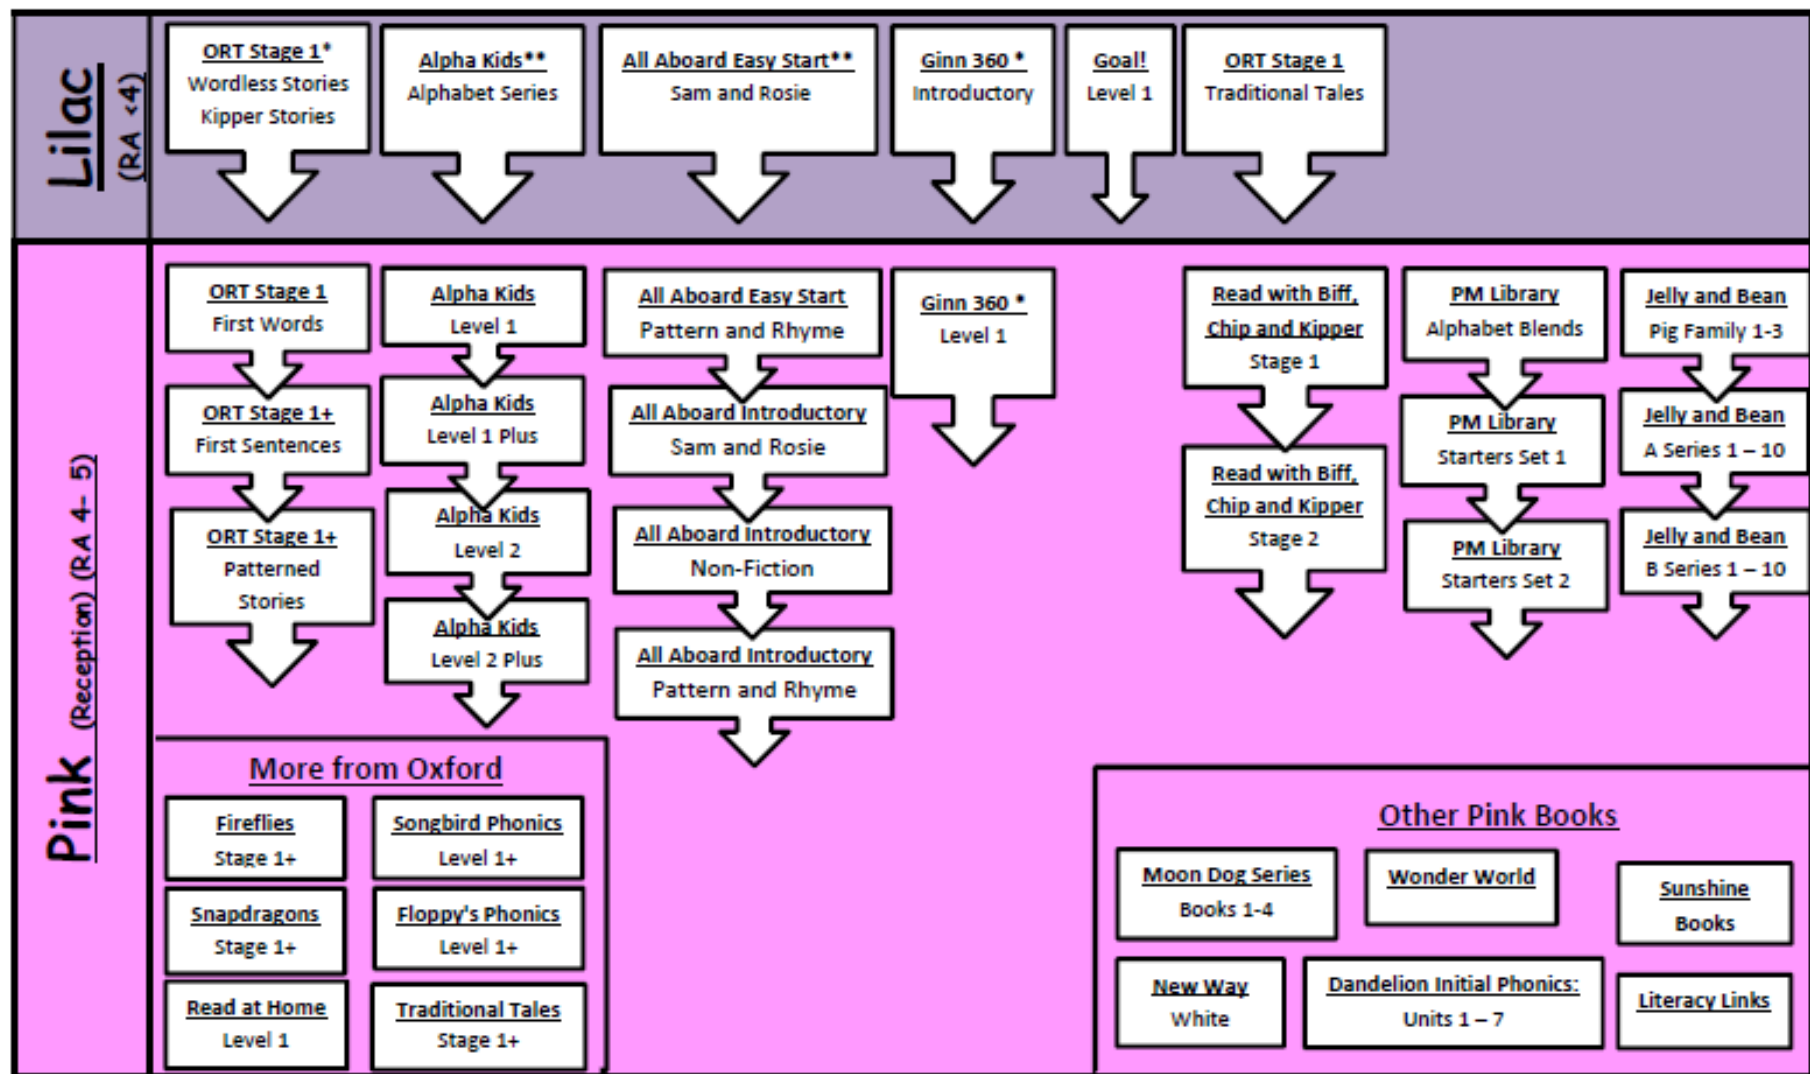 Lilac
(RA <4)
ORT Stage 1*
Wordless Stories
Kipper Stories
Alpha Kids**
Alphabet Series
All Aboard Easy Start**
Sam and Rosie
Ginn 360 *
Introductory
Goal!
Level 1
ORT Stage 1
Traditional Tales
Pink (Reception) (RA 4- 5)
ORT Stage 1
First Words
ORT Stage 1+
First Sentences
ORT Stage 1+
Patterned
Stories
Alpha Kids
Level 1
Alpha Kids
Level 1 Plus
Alpha Kids
Level 2
Alpha Kids
Level 2 Plus
All Aboard Easy Start
Pattern and Rhyme
All Aboard Introductory
Sam and Rosie
All Aboard Introductory
Non-Fiction
All Aboard Introductory
Pattern and Rhyme
Ginn 360 *
Level 1
Read with Biff,
Chip and Kipper
Stage 1
Read with Biff,
Chip and Kipper
Stage 2
PM Library
Alphabet Blends
PM Library
Starters Set 1
PM Library
Starters Set 2
Jelly and Bean
Pig Family 1-3
Jelly and Bean
A Series 1 – 10
Jelly and Bean
B Series 1 – 10
More from Oxford
Fireflies
Stage 1+
Songbird Phonics
Level 1+
Snapdragons
Stage 1+
Floppy's Phonics
Level 1+
Read at Home
Level 1
Traditional Tales
Stage 1+
Other Pink Books
Moon Dog Series
Books 1-4
Wonder World
Sunshine
Books
New Way
White
Dandelion Initial Phonics:
Units 1 – 7
Literacy Links